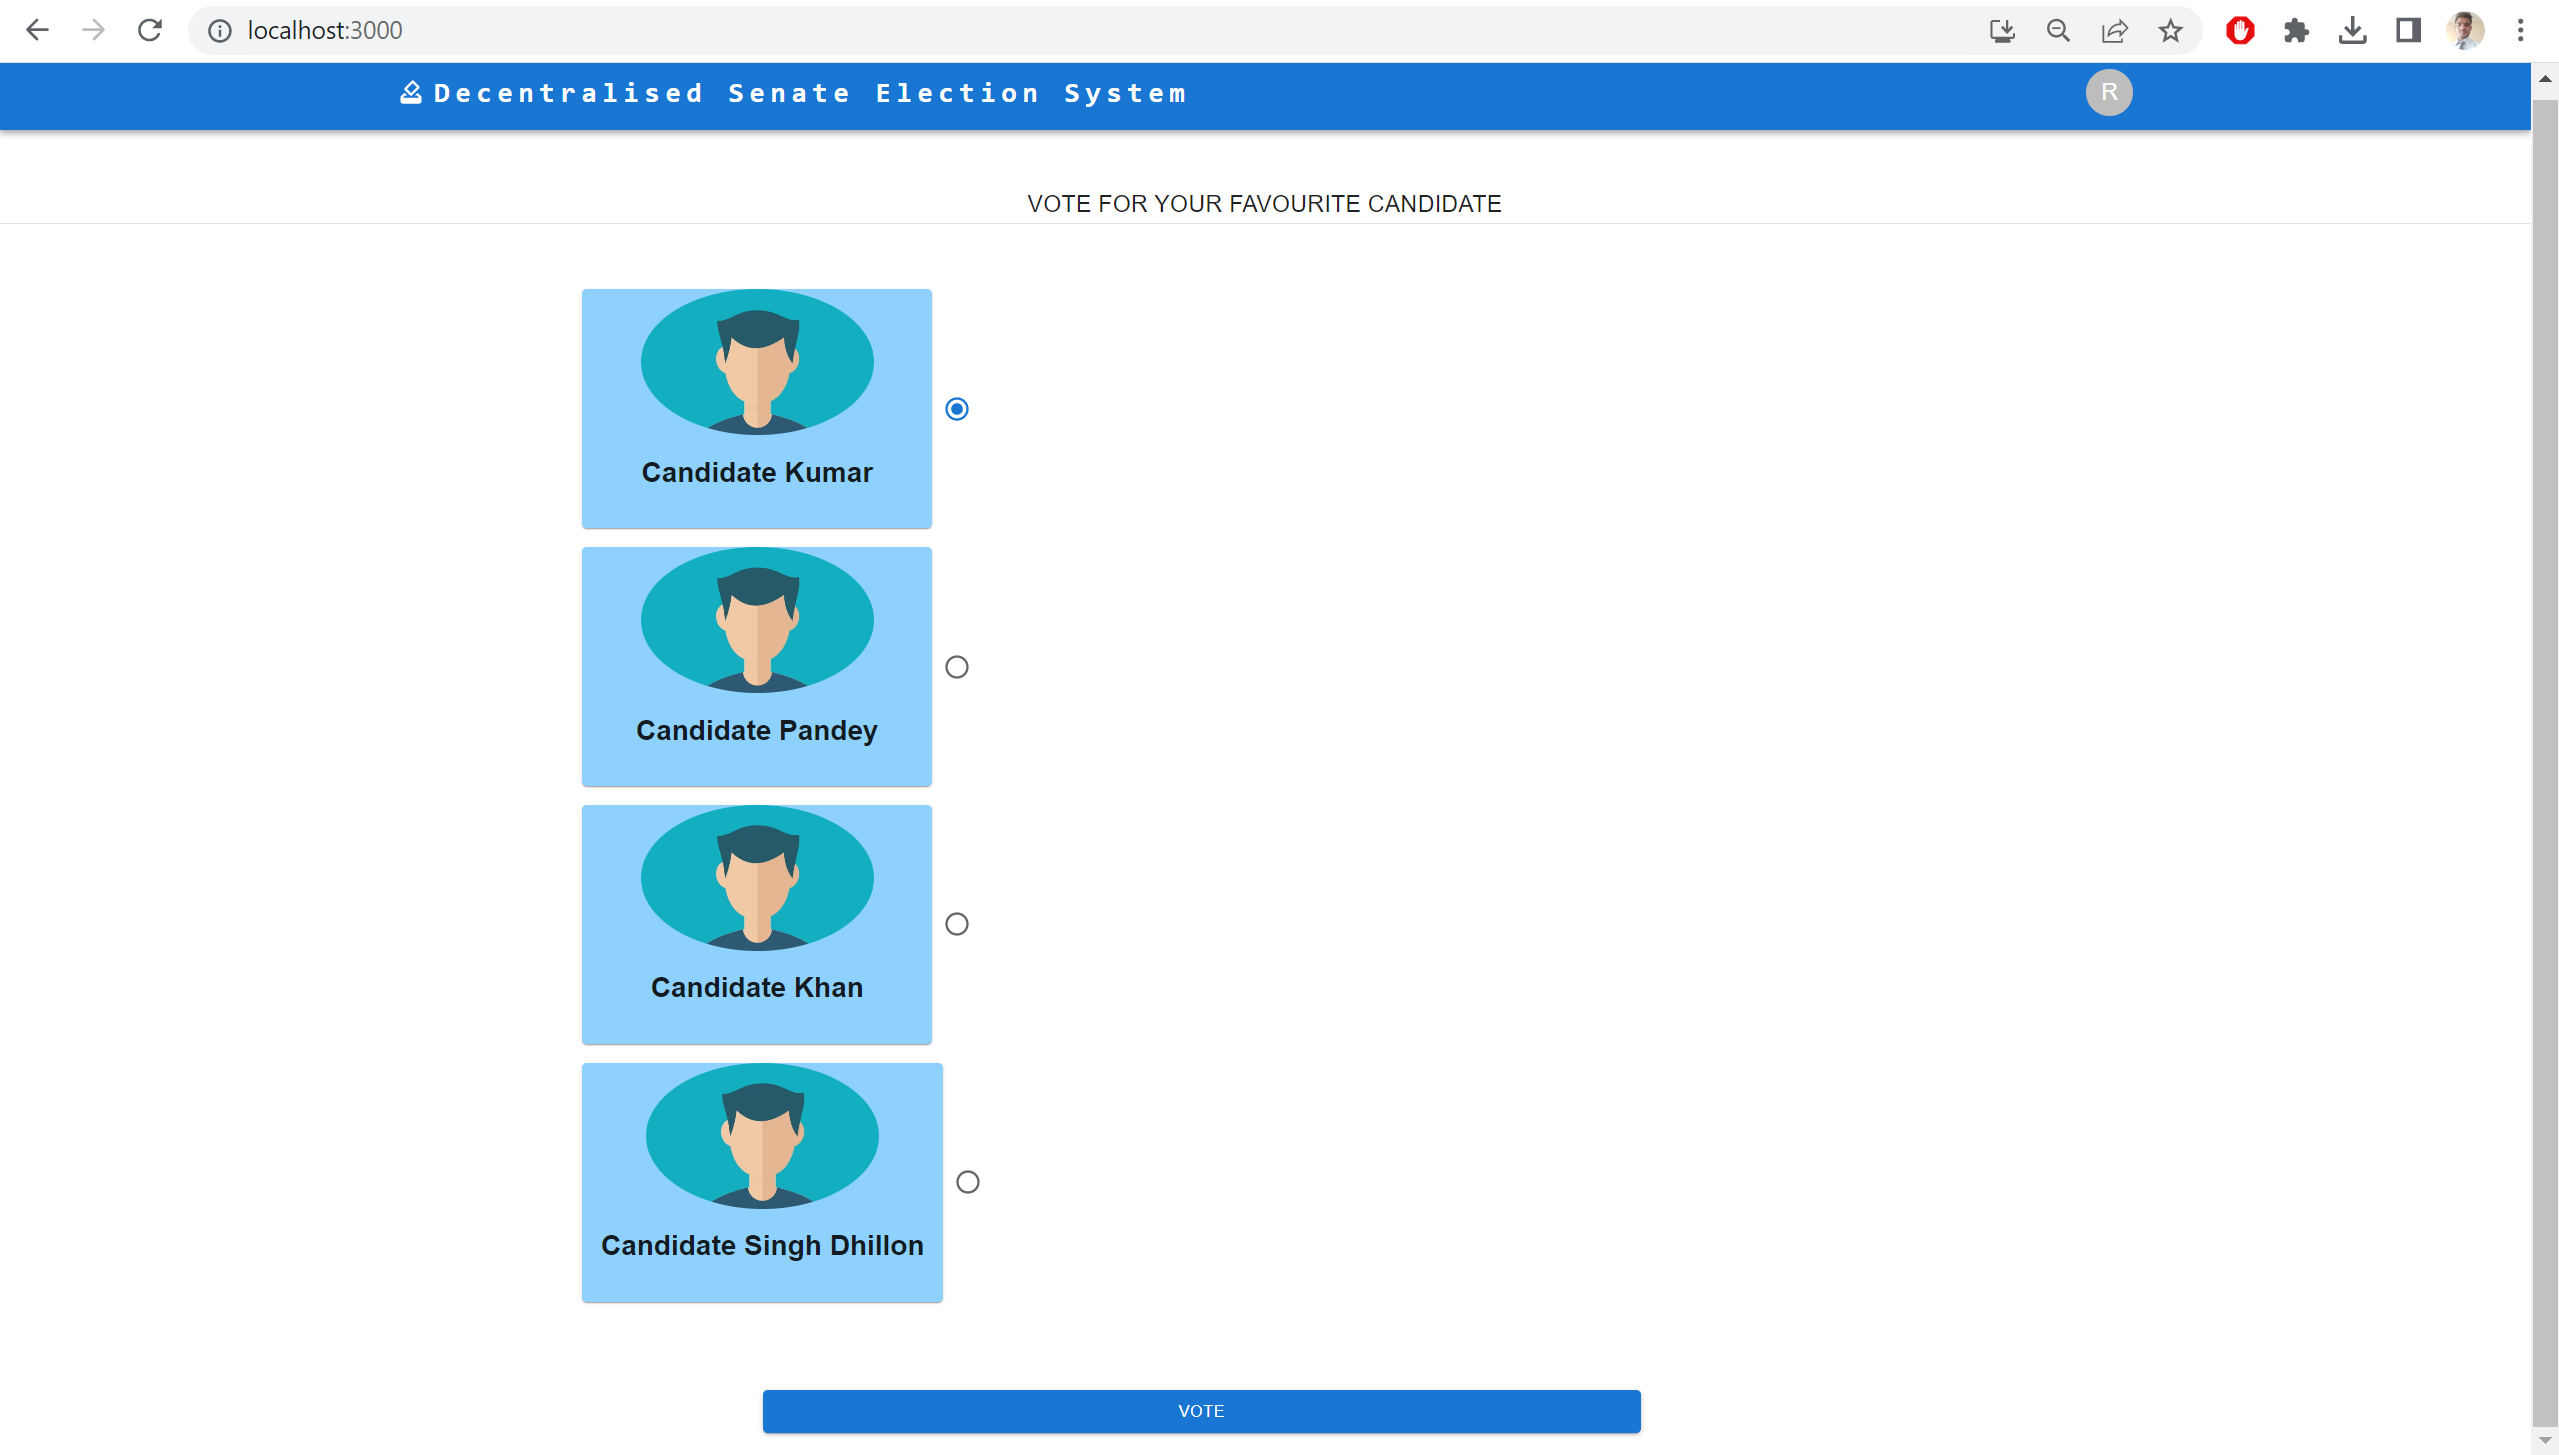 localhost:3000
Decentralised Senate Election System
R
VOTE FOR YOUR FAVOURITE CANDIDATE
Candidate Kumar
Candidate Pandey
Candidate Khan
Candidate Singh Dhillon
VOTE